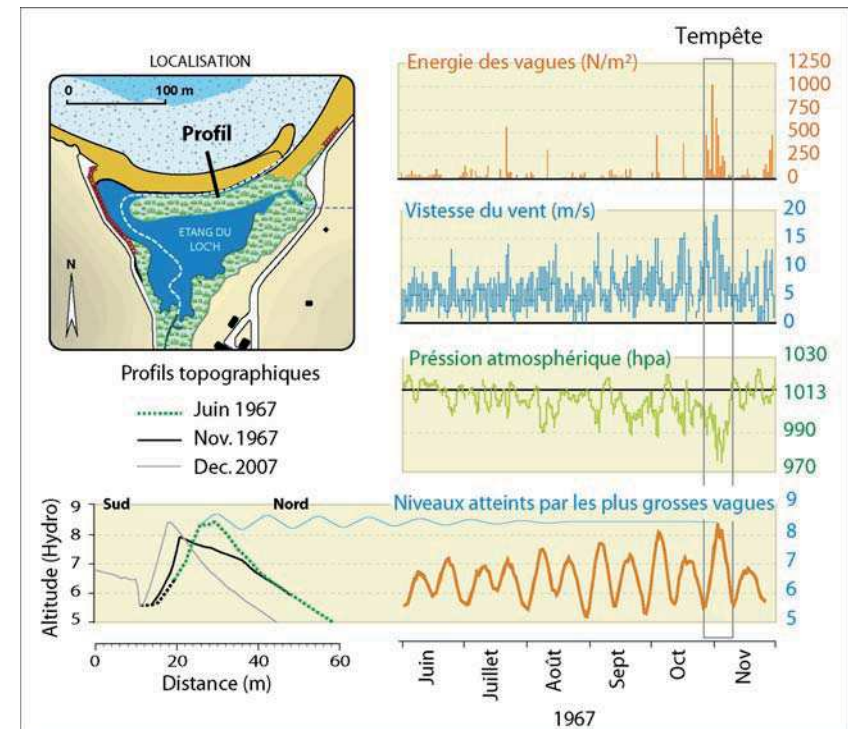 Tempête
LOCALISATION
0 100 m
Profil
ETANG DU
LOC'H
N
Energie des vagues (N/m²)
1250
1000
750
500
250
0
Vistesse du vent (m/s)
20
15
10
5
0
Préssion atmosphérique (hpa)
1030
1013
990
970
Profils topographiques
Juin 1967
Nov. 1967
Dec. 2007
Altitude (Hydro)
9
8
7
6
5
Sud
Nord
0 20 40 60
Distance (m)
Niveaux atteints par les plus grosses vagues
9
8
7
6
5
Juin
Juillet
Août
Sept
Oct
Nov
1967